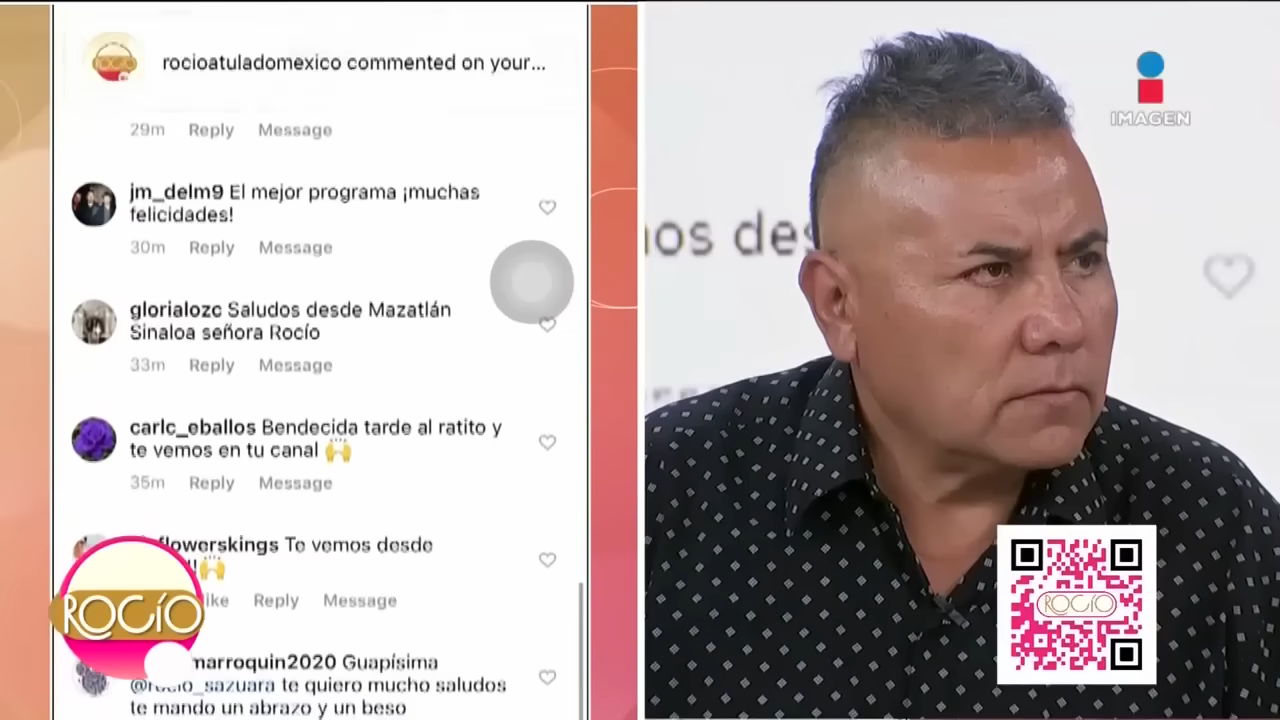 rocioatuladomexico commented on your...
29m Reply Message
jm_delm9 El mejor programa ¡muchas
felicidades!
30m Reply Message
glorialozc Saludos desde Mazatlán
Sinaloa señora Rocío
33m Reply Message
carlc_eballos Bendecida tarde al ratito y
te vemos en tu canal 🙌
35m Reply Message
flowerskings Te vemos desde
!!🙌
like Reply Message
marroquin2020 Guapísima
@rocio_sazuara te quiero mucho saludos
te mando un abrazo y un beso
ROCÍO
IMAGEN
nos des
ROCÍO